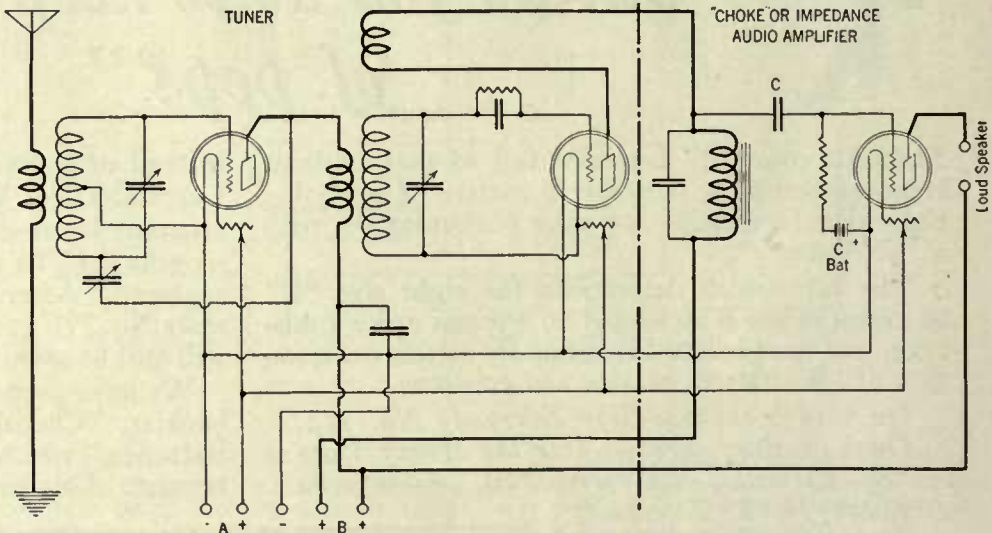 TUNER
"CHOKE" OR IMPEDANCE
AUDIO AMPLIFIER
C
C
Bat
+
Loud Speaker
- A + - + B +